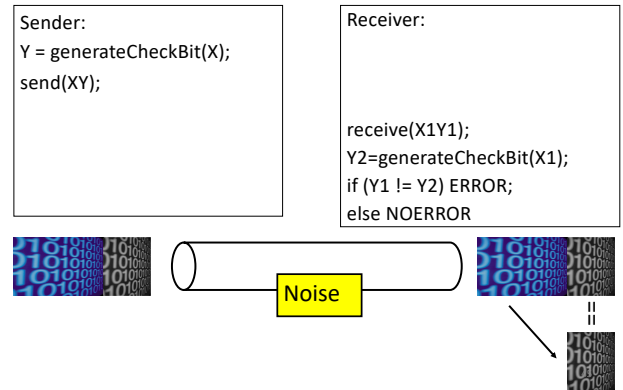 Sender:
Y = generateCheckBit(X);
send(XY);
Receiver:
receive(X1Y1);
Y2=generateCheckBit(X1);
if (Y1 != Y2) ERROR;
else NOERROR
Noise
==